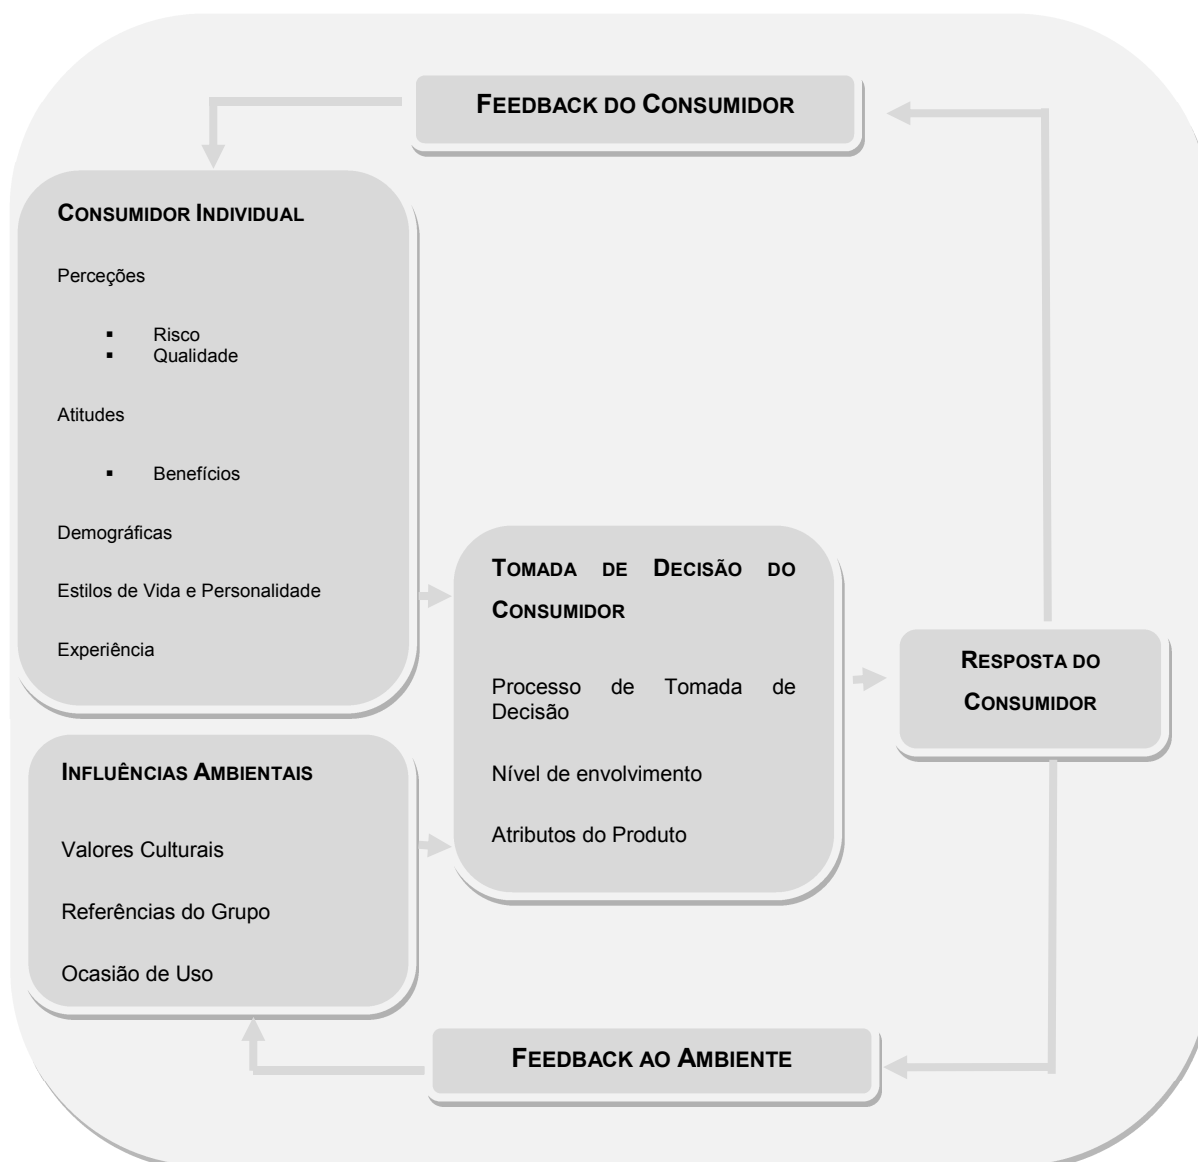 FEEDBACK DO CONSUMIDOR
CONSUMIDOR INDIVIDUAL
Perceções
▪ Risco
▪ Qualidade
Atitudes
▪ Benefícios
Demográficas
Estilos de Vida e Personalidade
Experiência
INFLUÊNCIAS AMBIENTAIS
Valores Culturais
Referências do Grupo
Ocasião de Uso
TOMADA DE DECISÃO DO
CONSUMIDOR
Processo de Tomada de
Decisão
Nível de envolvimento
Atributos do Produto
RESPOSTA DO
CONSUMIDOR
FEEDBACK AO AMBIENTE